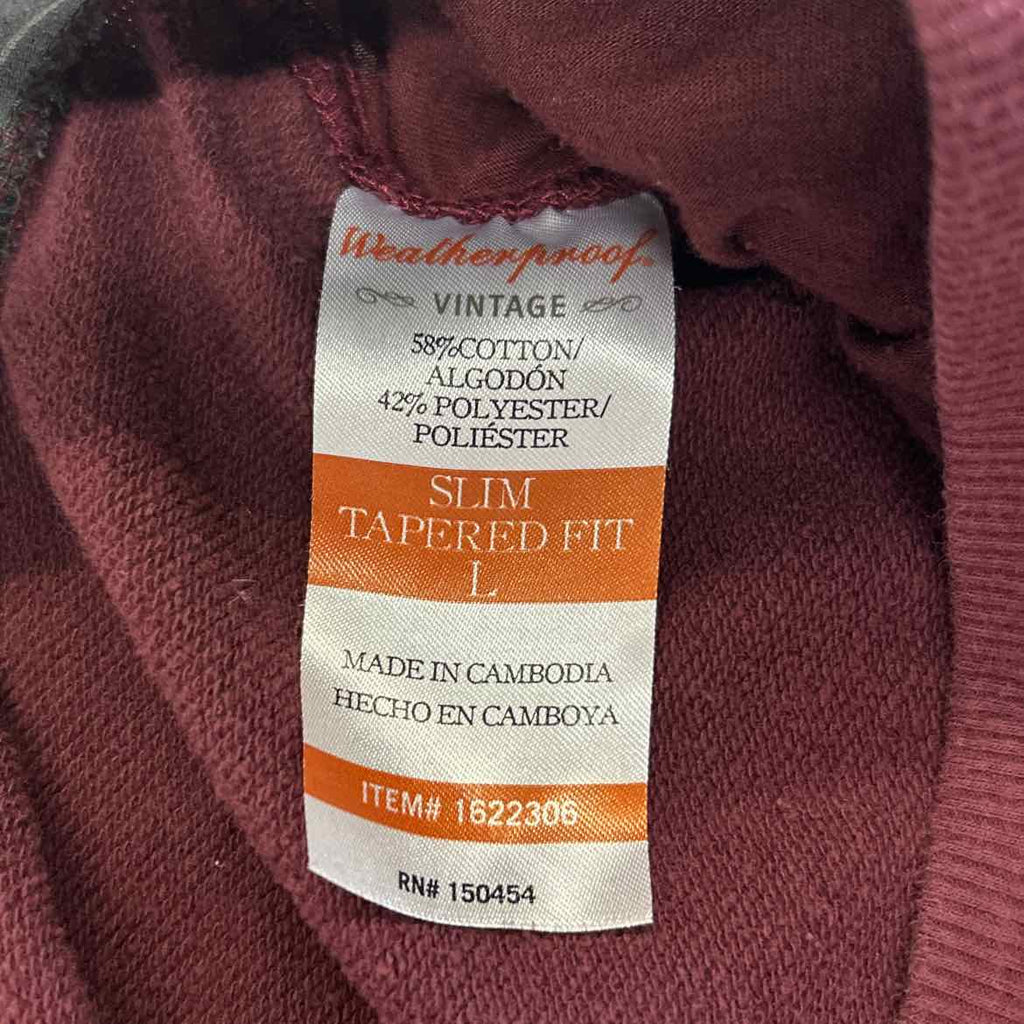 Weatherproof
VINTAGE
58%COTTON/
ALGODÓN
42% POLYESTER/
POLIÉSTER
SLIM
TAPERED FIT
L
MADE IN CAMBODIA
HECHO EN CAMBOYA
ITEM# 1622306
RN# 150454